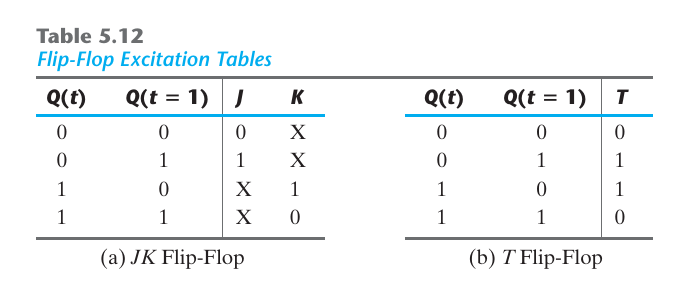 Table 5.12
Flip-Flop Excitation Tables
Q(t) Q(t = 1) J K Q(t) Q(t = 1) T
0 0 0 X 0 0 0
0 1 1 X 0 1 1
1 0 X 1 1 0 1
1 1 X 0 1 1 0
(a) JK Flip-Flop (b) T Flip-Flop